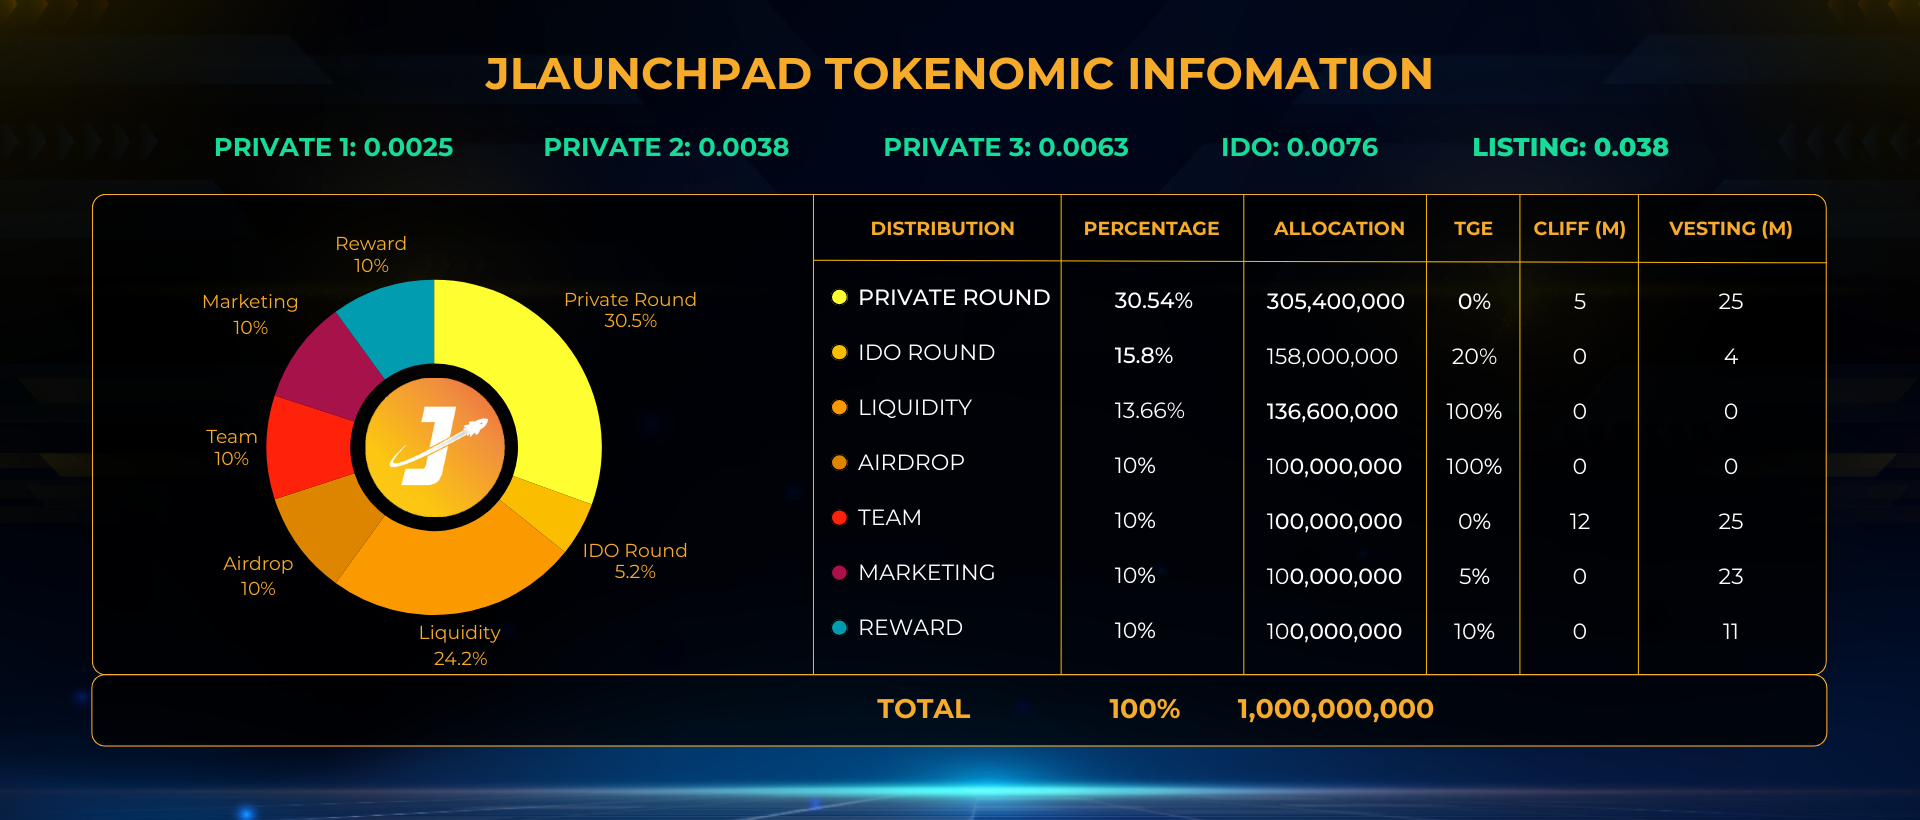 JLAUNCHPAD TOKENOMIC INFOMATION
PRIVATE 1: 0.0025 PRIVATE 2: 0.0038 PRIVATE 3: 0.0063 IDO: 0.0076 LISTING: 0.038
Reward
10%
Private Round
30.5%
Marketing
10%
Team
10%
IDO Round
5.2%
Airdrop
10%
Liquidity
24.2%
J
DISTRIBUTION PERCENTAGE ALLOCATION TGE CLIFF (M) VESTING (M)
PRIVATE ROUND 30.54% 305,400,000 0% 5 25
IDO ROUND 15.8% 158,000,000 20% 0 4
LIQUIDITY 13.66% 136,600,000 100% 0 0
AIRDROP 10% 100,000,000 100% 0 0
TEAM 10% 100,000,000 0% 12 25
MARKETING 10% 100,000,000 5% 0 23
REWARD 10% 100,000,000 10% 0 11
TOTAL 100% 1,000,000,000